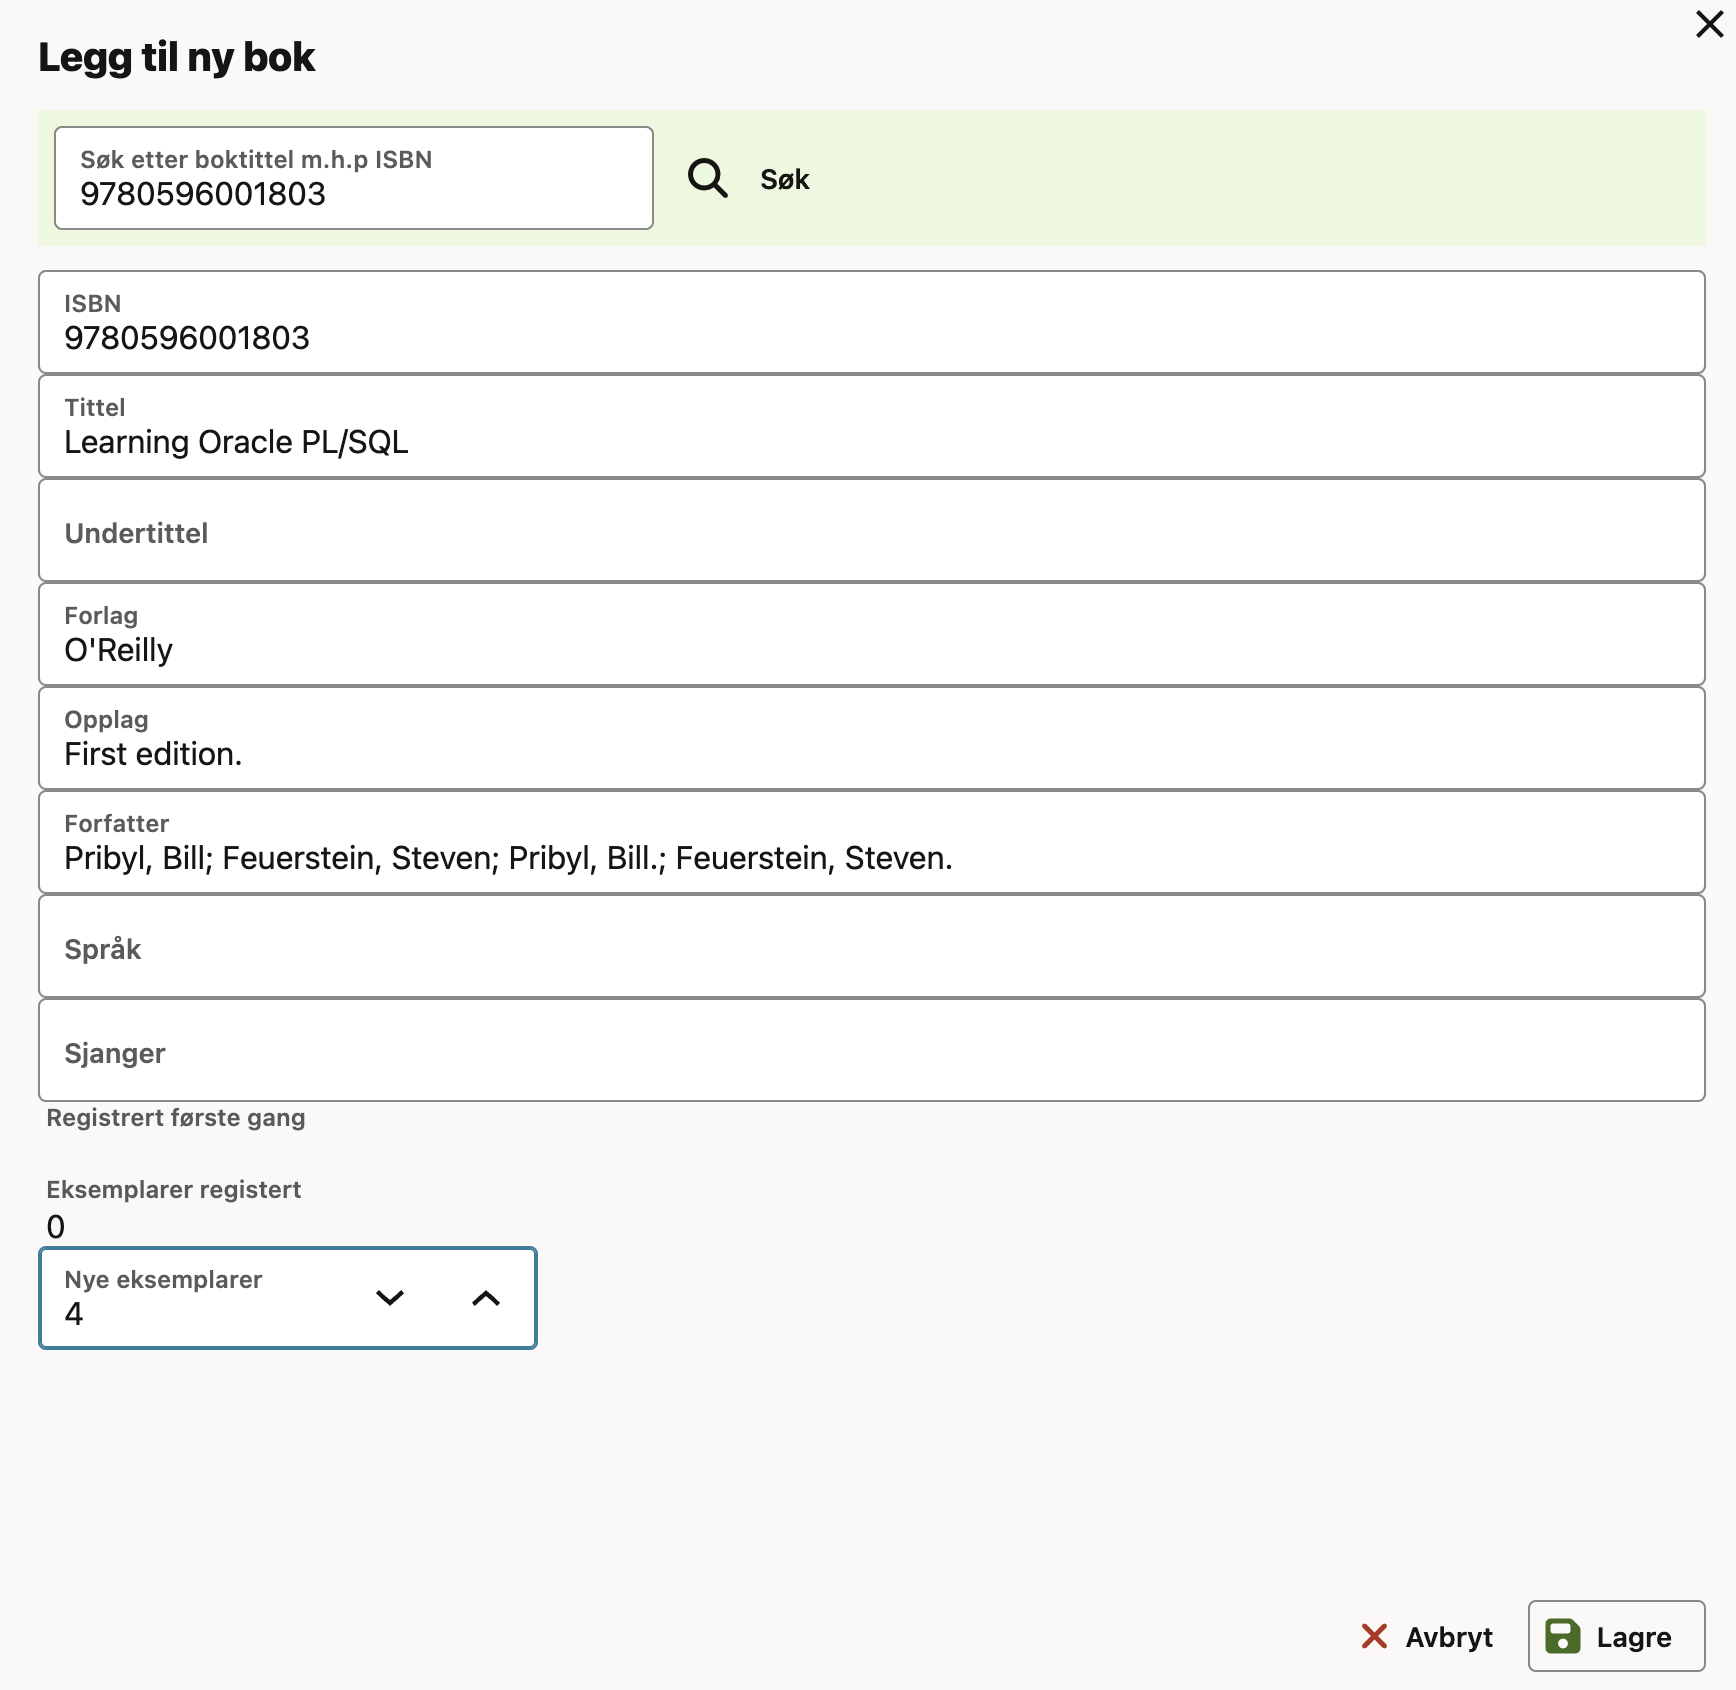 Legg til ny bok
Søk etter boktittel m.h.p ISBN
9780596001803
Søk
ISBN
9780596001803
Tittel
Learning Oracle PL/SQL
Undertittel
Forlag
O'Reilly
Opplag
First edition.
Forfatter
Pribyl, Bill; Feuerstein, Steven; Pribyl, Bill.; Feuerstein, Steven.
Språk
Sjanger
Registrert første gang
Eksemplarer registert
0
Nye eksemplarer
4
Avbryt
Lagre